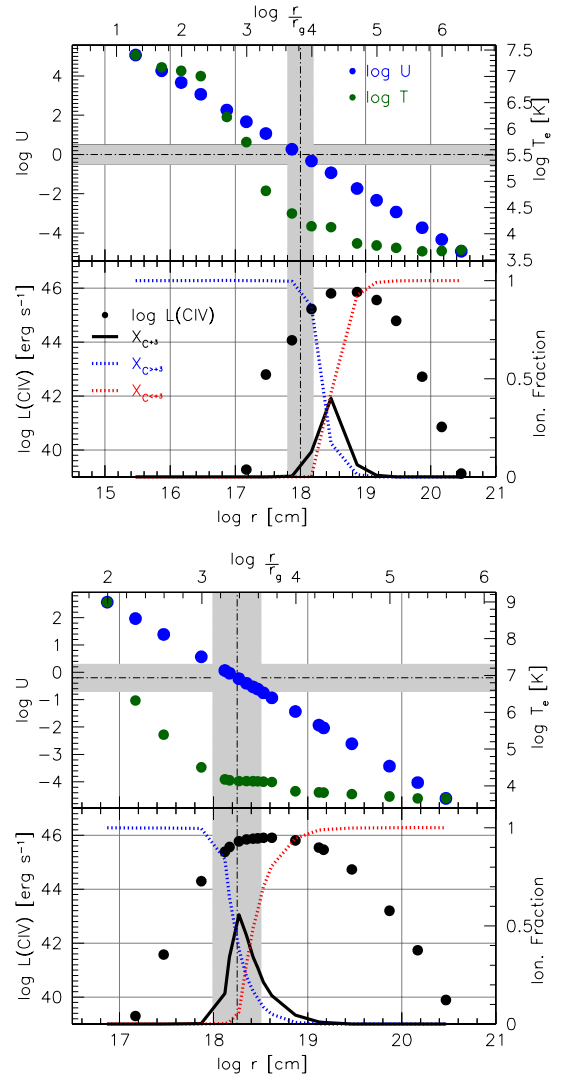 log r/r_g
1 2 3 4 5 6
log U
log T
4
2
0
−2
−4
log U
7.5
7
6.5
6
5.5
5
4.5
4
3.5
log T_e [K]
46
44
42
40
log L(CIV) [erg s⁻¹]
log L(CIV)
X_C+3
X_C>+3
X_C<+3
1
0.5
0
Ion. Fraction
15 16 17 18 19 20 21
log r [cm]
log r/r_g
2 3 4 5 6
2
1
0
−1
−2
−3
−4
log U
9
8
7
6
5
4
log T_e [K]
46
44
42
40
log L(CIV) [erg s⁻¹]
1
0.5
0
Ion. Fraction
17 18 19 20
log r [cm]